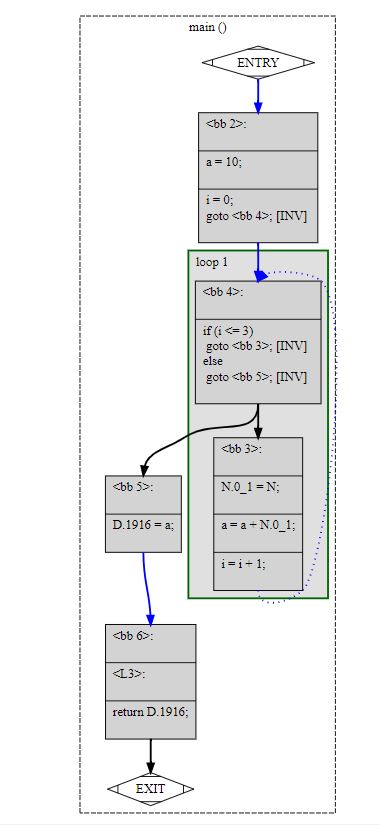 main ()
ENTRY
<bb 2>:
a = 10;
i = 0;
goto <bb 4>; [INV]
loop 1
<bb 4>:
if (i <= 3)
goto <bb 3>; [INV]
else
goto <bb 5>; [INV]
<bb 3>:
N.0_1 = N;
a = a + N.0_1;
i = i + 1;
<bb 5>:
D.1916 = a;
<bb 6>:
<L3>:
return D.1916;
EXIT